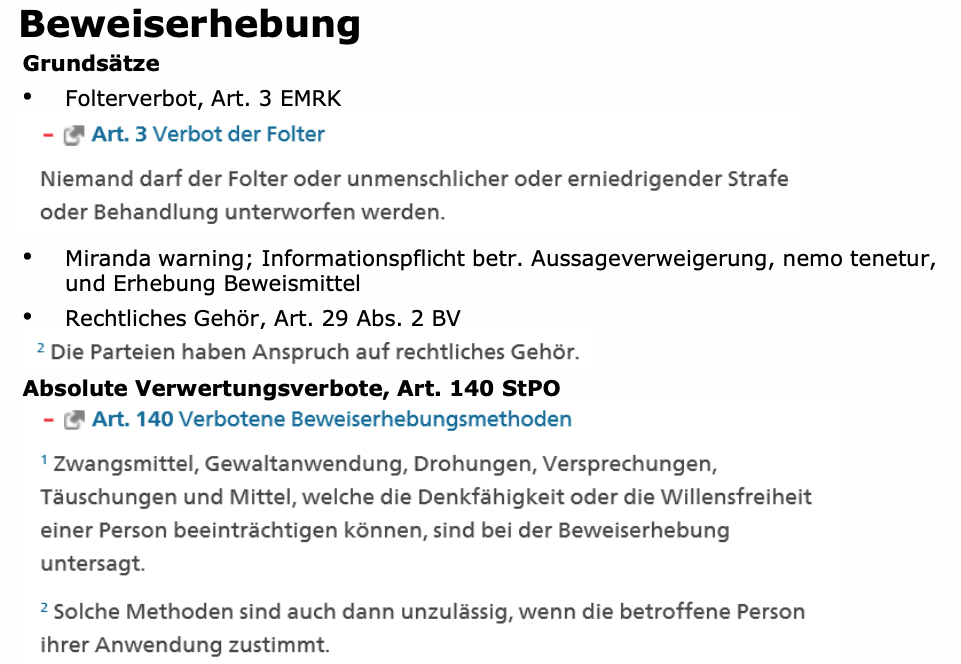 Beweiserhebung
Grundsätze
• Folterverbot, Art. 3 EMRK
– Art. 3 Verbot der Folter
Niemand darf der Folter oder unmenschlicher oder erniedrigender Strafe
oder Behandlung unterworfen werden.
• Miranda warning; Informationspflicht betr. Aussageverweigerung, nemo tenetur,
und Erhebung Beweismittel
• Rechtliches Gehör, Art. 29 Abs. 2 BV
² Die Parteien haben Anspruch auf rechtliches Gehör.
Absolute Verwertungsverbote, Art. 140 StPO
– Art. 140 Verbotene Beweiserhebungsmethoden
¹ Zwangsmittel, Gewaltanwendung, Drohungen, Versprechungen,
Täuschungen und Mittel, welche die Denkfähigkeit oder die Willensfreiheit
einer Person beeinträchtigen können, sind bei der Beweiserhebung
untersagt.
² Solche Methoden sind auch dann unzulässig, wenn die betroffene Person
ihrer Anwendung zustimmt.